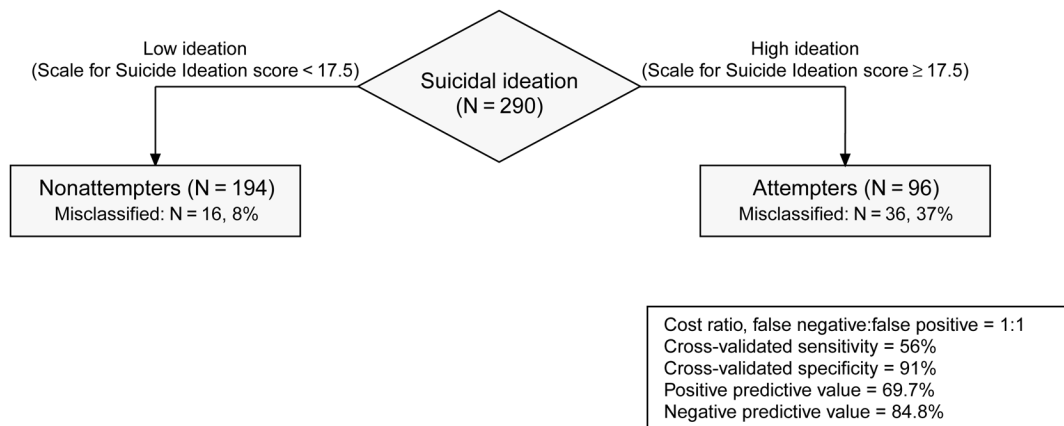 Low ideation
(Scale for Suicide Ideation score < 17.5)
High ideation
(Scale for Suicide Ideation score ≥ 17.5)
Suicidal ideation
(N = 290)
Nonattempters (N = 194)
Misclassified: N = 16, 8%
Attempters (N = 96)
Misclassified: N = 36, 37%
Cost ratio, false negative:false positive = 1:1
Cross-validated sensitivity = 56%
Cross-validated specificity = 91%
Positive predictive value = 69.7%
Negative predictive value = 84.8%